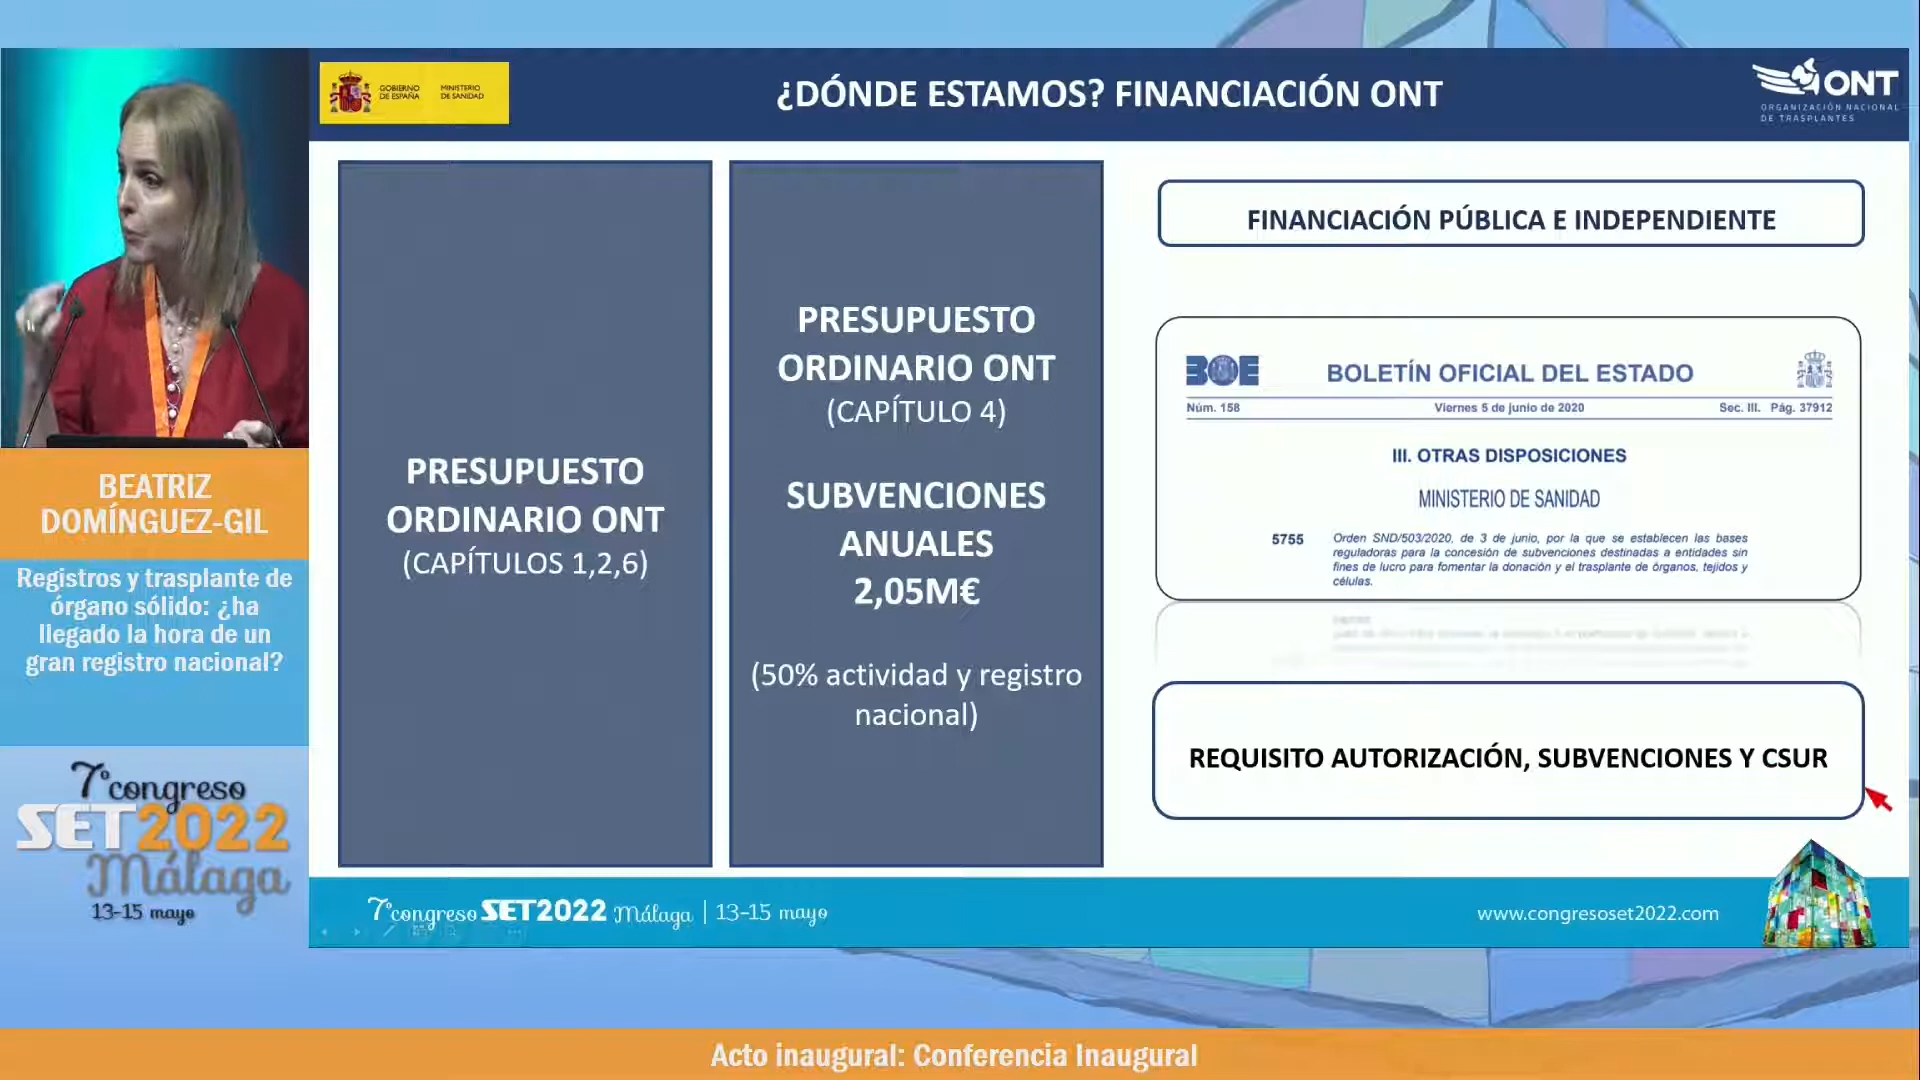 GOBIERNO
DE ESPAÑA
MINISTERIO
DE SANIDAD
¿DÓNDE ESTAMOS? FINANCIACIÓN ONT
ONT
ORGANIZACIÓN NACIONAL
DE TRASPLANTES
PRESUPUESTO
ORDINARIO ONT
(CAPÍTULOS 1,2,6)
PRESUPUESTO
ORDINARIO ONT
(CAPÍTULO 4)
SUBVENCIONES
ANUALES
2,05M€
(50% actividad y registro
nacional)
FINANCIACIÓN PÚBLICA E INDEPENDIENTE
BOE
BOLETÍN OFICIAL DEL ESTADO
Núm. 158
Viernes 5 de junio de 2020
Sec. III. Pág. 37912
III. OTRAS DISPOSICIONES
MINISTERIO DE SANIDAD
5755
Orden SND/503/2020, de 3 de junio, por la que se establecen las bases
reguladoras para la concesión de subvenciones destinadas a entidades sin
fines de lucro para fomentar la donación y el trasplante de órganos, tejidos y
células.
REQUISITO AUTORIZACIÓN, SUBVENCIONES Y CSUR
BEATRIZ
DOMÍNGUEZ-GIL
Registros y trasplante de
órgano sólido: ¿ha
llegado la hora de un
gran registro nacional?
7º congreso
SET2022
Málaga
13-15 mayo
7º congreso SET2022 Málaga | 13-15 mayo
www.congresoset2022.com
Acto inaugural: Conferencia Inaugural